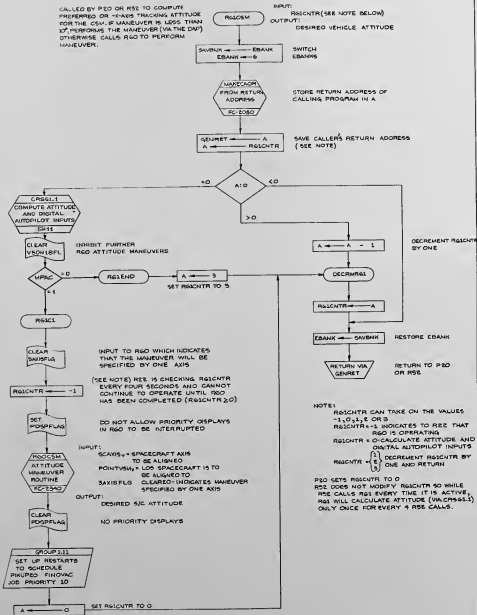 CALLED BY P20 OR R52 TO COMPUTE
PREFERRED OR -X-AXIS TRACKING ATTITUDE
FOR THE CSM. IF MANEUVER IS LESS THAN
10°, PERFORMS THE MANEUVER (VIA THE DAP)
OTHERWISE CALLS R60 TO PERFORM
MANEUVER.
R61CSM
INPUT:
R61CNTR (SEE NOTE BELOW)
OUTPUT:
DESIRED VEHICLE ATTITUDE
SAVBNK ← EBANK
EBANK ← 6
SWITCH
EBANKS
MAKECADR
FROM RETURN
ADDRESS
FC-2080
STORE RETURN ADDRESS OF
CALLING PROGRAM IN A
GENRET ← A
A ← R61CNTR
SAVE CALLER'S RETURN ADDRESS
(SEE NOTE)
A:0
=0
<0
>0
CRS61.1
COMPUTE ATTITUDE
AND DIGITAL
AUTOPILOT INPUTS
SH11
CLEAR
V50N18FL
INHIBIT FURTHER
R60 ATTITUDE MANEUVERS
A ← A - 1
DECREMENT R61CNTR
BY ONE
MPAC
=0
=1
R61END
A ← 3
SET R61CNTR TO 3
DECRMR61
R61CNTR ← A
R61C1
CLEAR
3AXISFLG
INPUT TO R60 WHICH INDICATES
THAT THE MANEUVER WILL BE
SPECIFIED BY ONE AXIS
EBANK ← SAVBNK
RESTORE EBANK
RETURN VIA
GENRET
RETURN TO P20
OR R52
R61CNTR ← -1
(SEE NOTE) R22 IS CHECKING R61CNTR
EVERY FOUR SECONDS AND CANNOT
CONTINUE TO OPERATE UNTIL R60
HAS BEEN COMPLETED (R61CNTR ≥ 0)
SET
PDSPFLAG
DO NOT ALLOW PRIORITY DISPLAYS
IN R60 TO BE INTERRUPTED
NOTE:
R61CNTR CAN TAKE ON THE VALUES
-1, 0, 1, 2 OR 3
R61CNTR = -1 INDICATES TO R22 THAT
R60 IS OPERATING
R61CNTR = 0 - CALCULATE ATTITUDE AND
DIGITAL AUTOPILOT INPUTS
R61CNTR = {1 2 3} DECREMENT R61CNTR BY
ONE AND RETURN
R60CSM
ATTITUDE
MANEUVER
ROUTINE
FC-2540
INPUT:
SCAXIS = SPACECRAFT AXIS
TO BE ALIGNED
POINTVSM = LOS SPACECRAFT IS TO
BE ALIGNED TO
3AXISFLG CLEARED - INDICATES MANEUVER
SPECIFIED BY ONE AXIS
OUTPUT:
DESIRED S/C ATTITUDE
P20 SETS R61CNTR TO 0
R52 DOES NOT MODIFY R61CNTR SO WHILE
R52 CALLS R61 EVERY TIME IT IS ACTIVE,
R61 WILL CALCULATE ATTITUDE (VIA CRS61.1)
ONLY ONCE FOR EVERY 4 R52 CALLS.
CLEAR
PDSPFLAG
NO PRIORITY DISPLAYS
GROUP 1.11
SET UP RESTARTS
TO SCHEDULE
PIKUP20 FINDVAC
JOB PRIORITY 10
A ← 0
SET R61CNTR TO 0